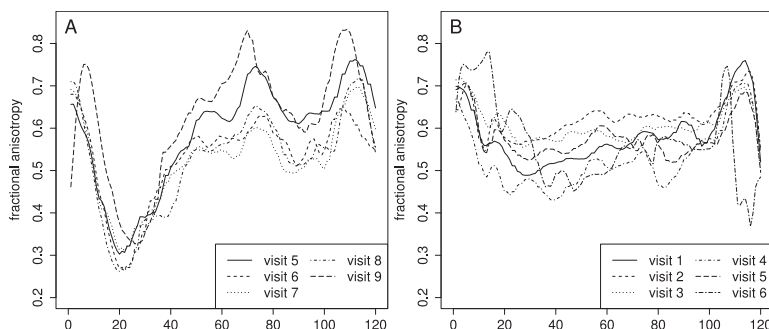 A
fractional anisotropy
0.2 0.3 0.4 0.5 0.6 0.7 0.8
0 20 40 60 80 100 120
visit 5
visit 6
visit 7
visit 8
visit 9
B
fractional anisotropy
0.2 0.3 0.4 0.5 0.6 0.7 0.8
0 20 40 60 80 100 120
visit 1
visit 2
visit 3
visit 4
visit 5
visit 6